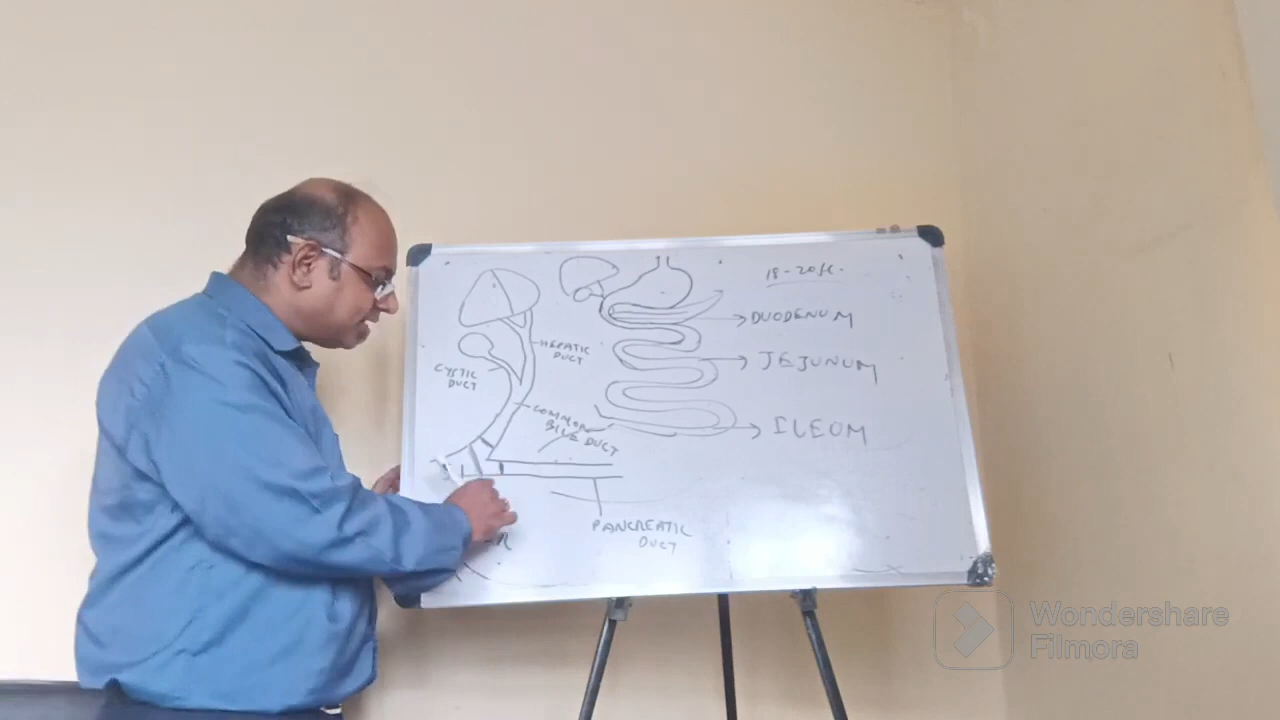 18-20ft.
DUODENUM
JEJUNUM
ILEUM
HEPATIC
DUCT
CYSTIC
DUCT
COMMON
BILE DUCT
PANCREATIC
DUCT
Wondershare
Filmora